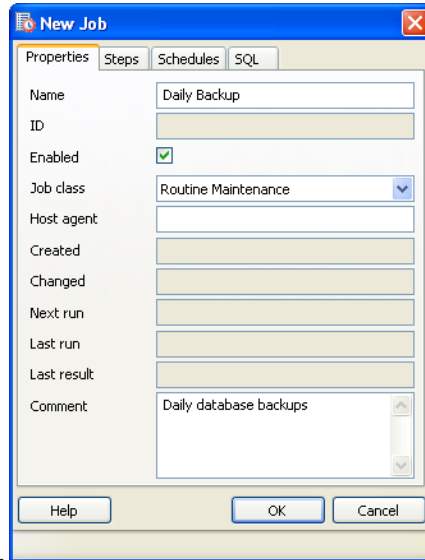 New Job
Properties Steps Schedules SQL
Name Daily Backup
ID
Enabled
Job class Routine Maintenance
Host agent
Created
Changed
Next run
Last run
Last result
Comment Daily database backups
Help OK Cancel